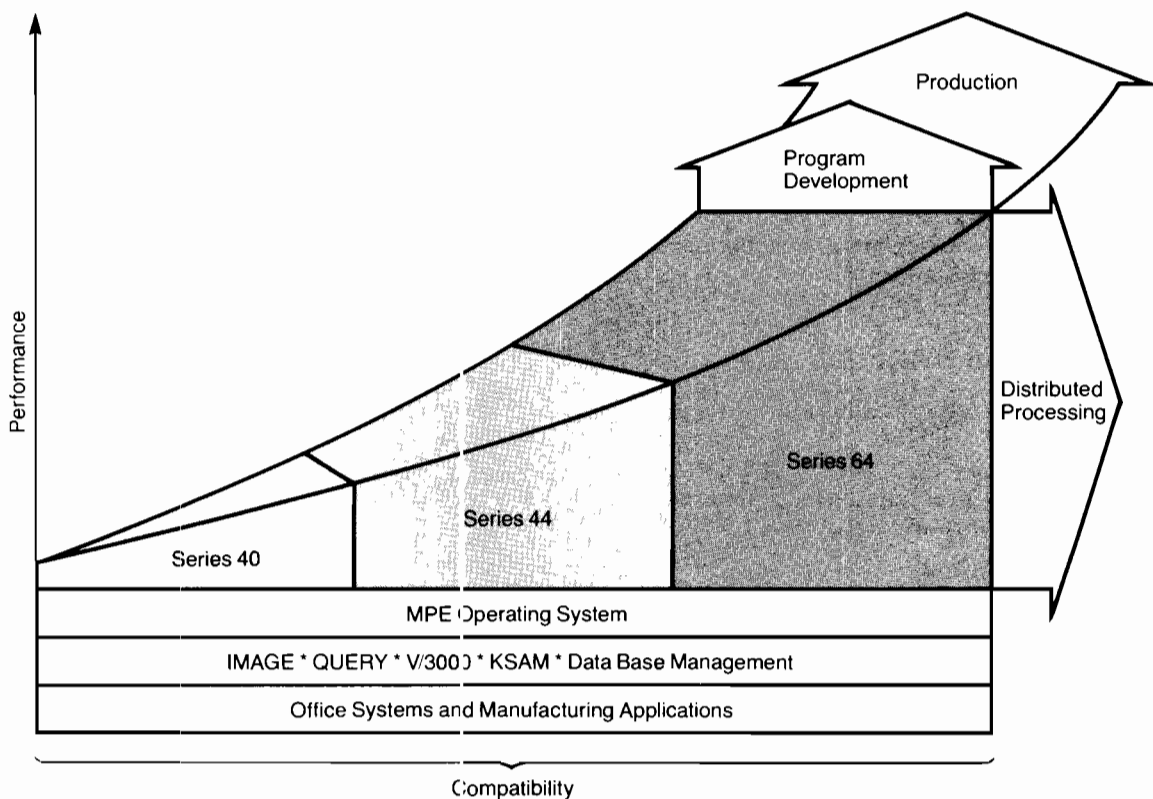 Production
Program
Development
Performance
Distributed
Processing
Series 64
Series 44
Series 40
MPE Operating System
IMAGE * QUERY * V/3000 * KSAM * Data Base Management
Office Systems and Manufacturing Applications
Compatibility